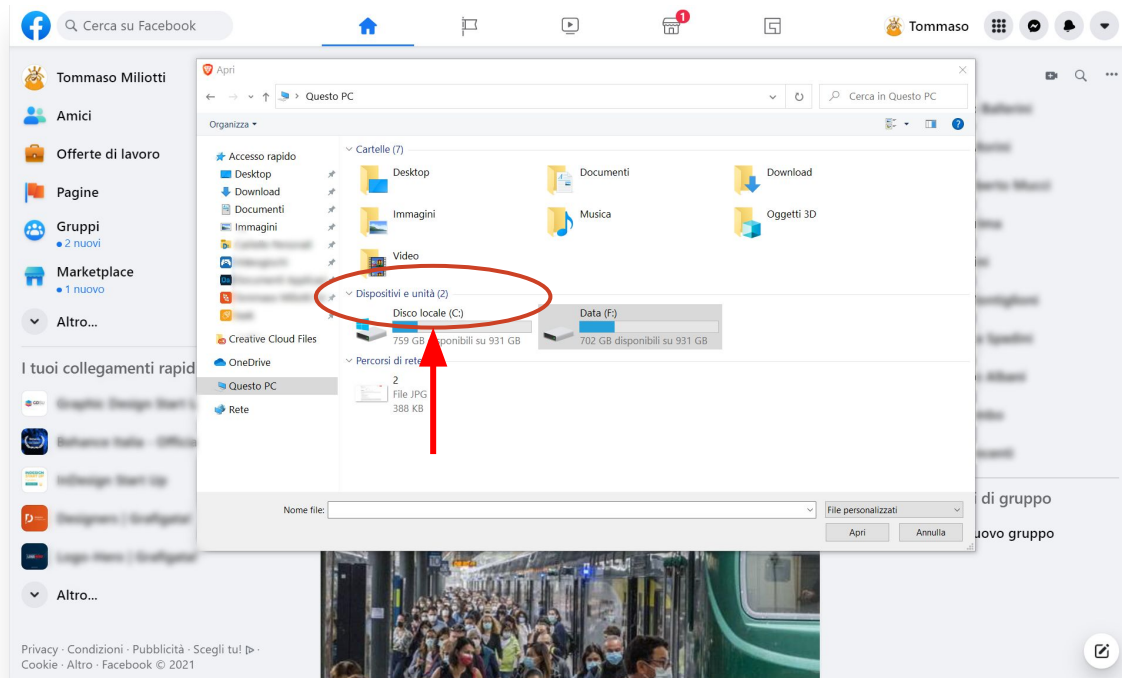 Cerca su Facebook
1
Tommaso
Tommaso Miliotti
Amici
Offerte di lavoro
Pagine
Gruppi
2 nuovi
Marketplace
1 nuovo
Altro...
I tuoi collegamenti rapid
Altro...
Privacy · Condizioni · Pubblicità · Scegli tu! ·
Cookie · Altro · Facebook © 2021
Apri
Questo PC
Cerca in Questo PC
Organizza
Accesso rapido
Desktop
Download
Documenti
Immagini
Creative Cloud Files
OneDrive
Questo PC
Rete
Cartelle (7)
Desktop
Documenti
Download
Immagini
Musica
Oggetti 3D
Video
Dispositivi e unità (2)
Disco locale (C:)
759 GB disponibili su 931 GB
Data (F:)
702 GB disponibili su 931 GB
Percorsi di rete
2
File JPG
388 KB
Nome file:
File personalizzati
Apri
Annulla
i di gruppo
uovo gruppo